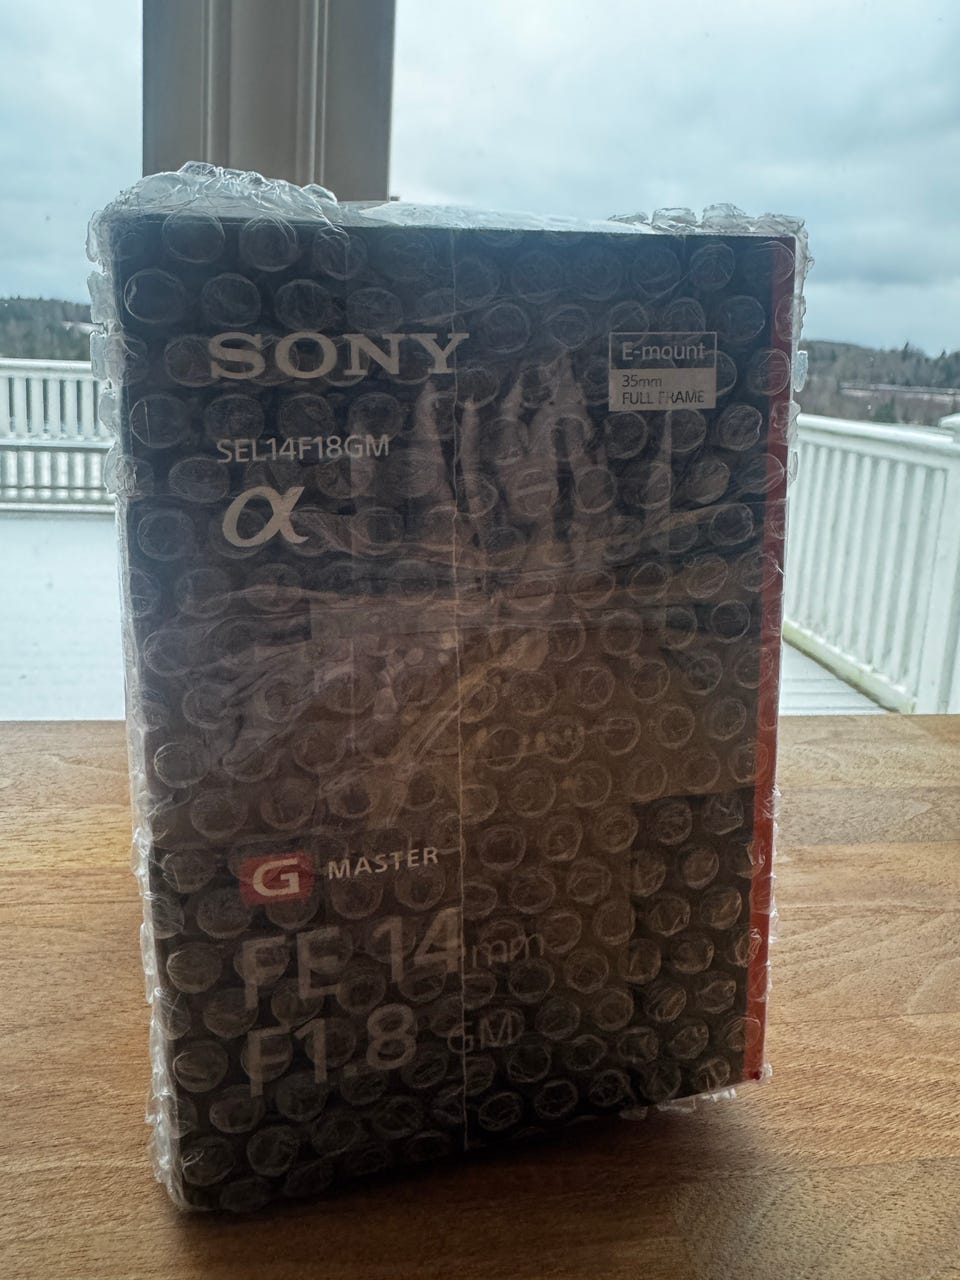 SONY
E-mount
35mm
FULL FRAME
SEL14F18GM
α
G MASTER
FE 14mm
F1.8 GM